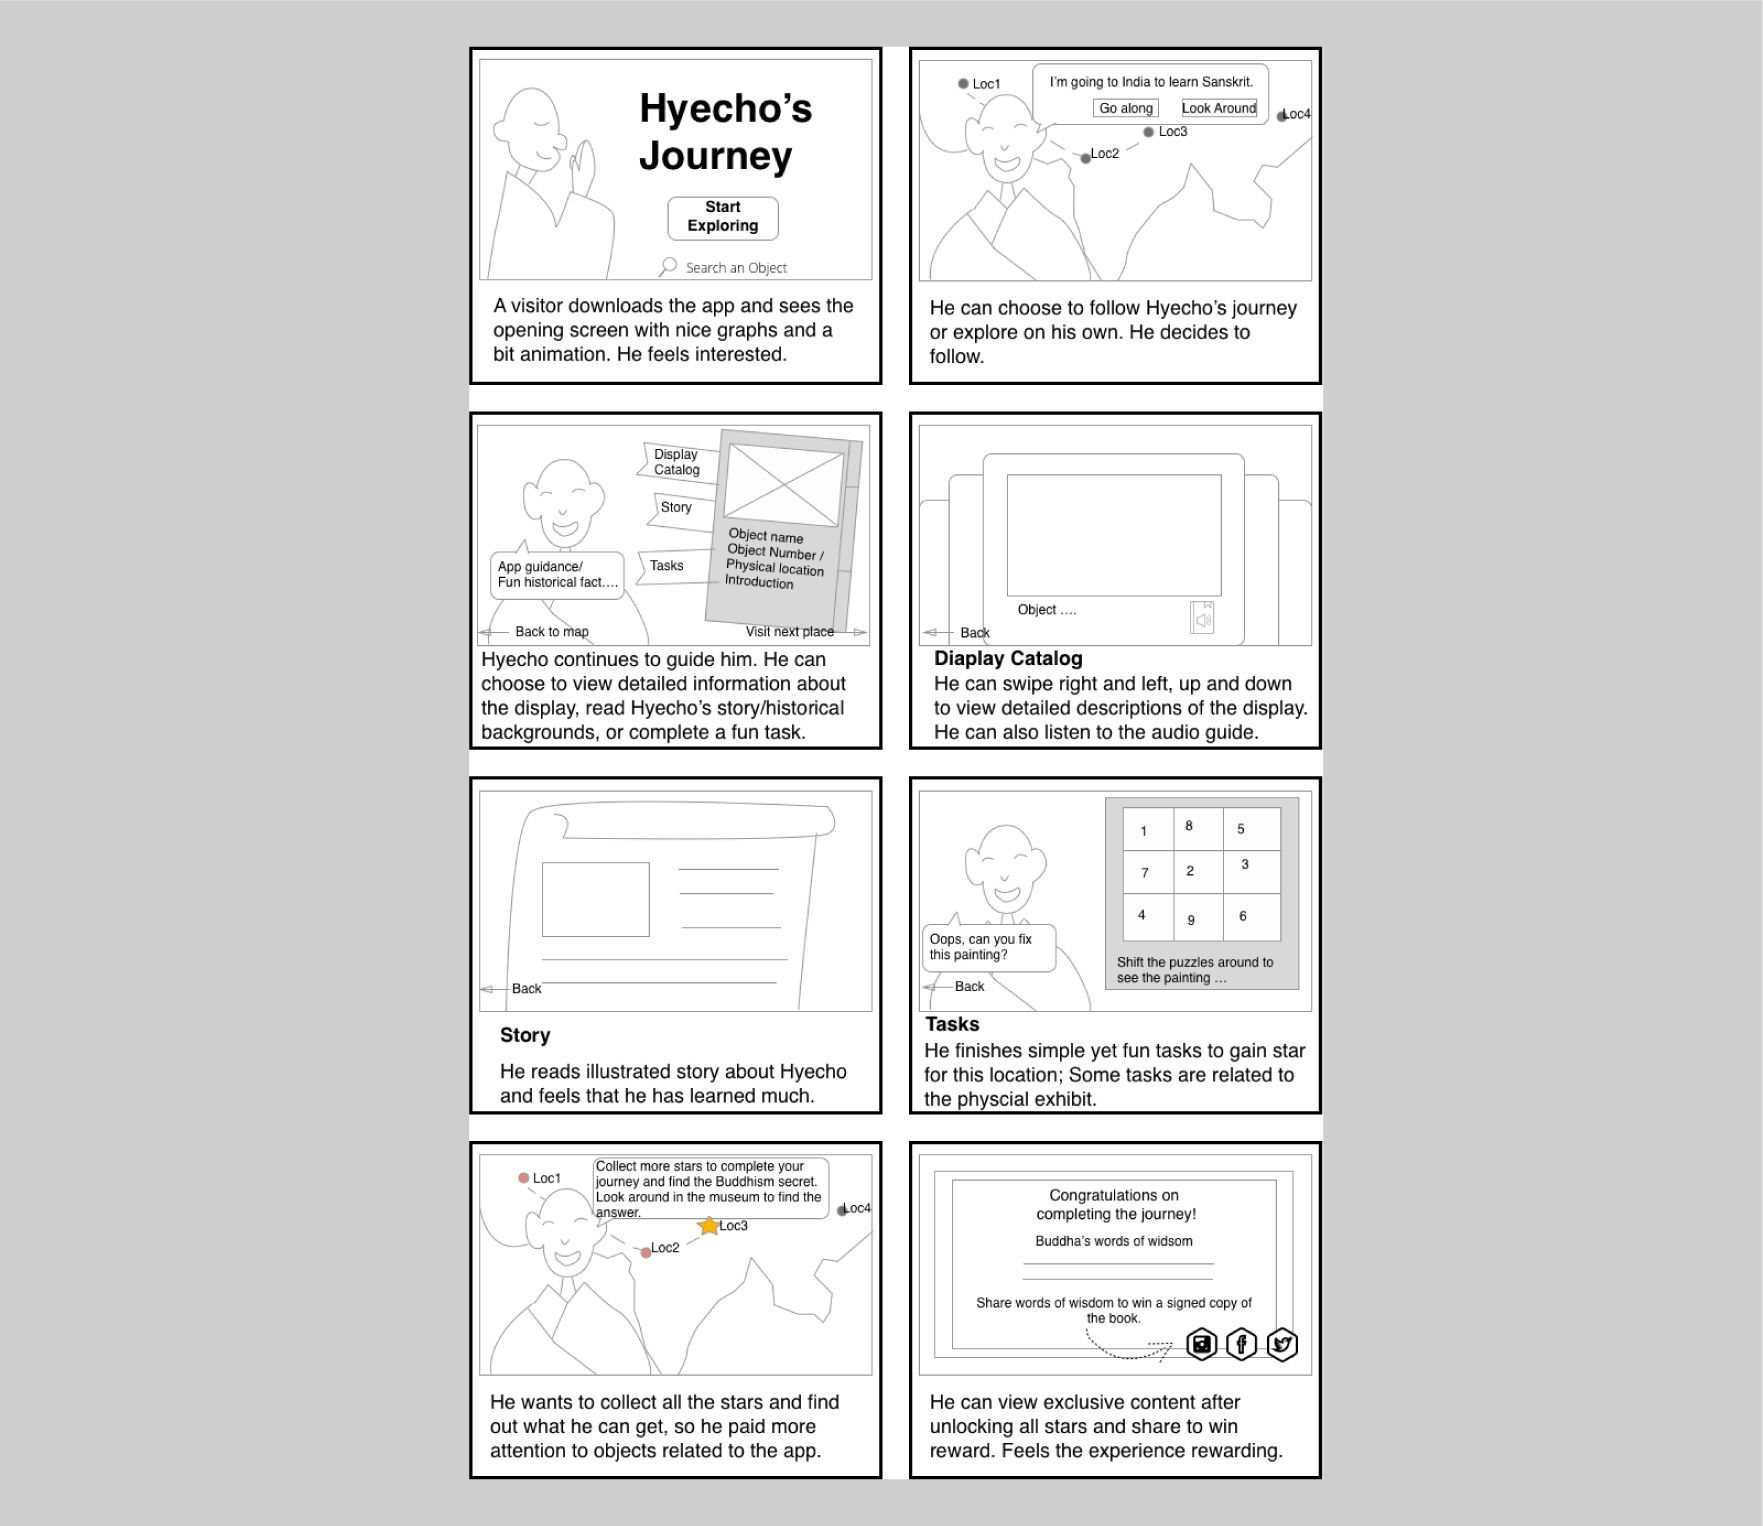 Hyecho’s
Journey
Start
Exploring
Search an Object
A visitor downloads the app and sees the
opening screen with nice graphs and a
bit animation. He feels interested.
Loc1
I’m going to India to learn Sanskrit.
Go along
Look Around
Loc4
Loc3
Loc2
He can choose to follow Hyecho’s journey
or explore on his own. He decides to
follow.
Display
Catalog
Story
Tasks
Object name
Object Number /
Physical location
Introduction
App guidance/
Fun historical fact....
Back to map
Visit next place
Hyecho continues to guide him. He can
choose to view detailed information about
the display, read Hyecho’s story/historical
backgrounds, or complete a fun task.
Object ....
Back
Diaplay Catalog
He can swipe right and left, up and down
to view detailed descriptions of the display.
He can also listen to the audio guide.
Back
Story
He reads illustrated story about Hyecho
and feels that he has learned much.
1 8 5
7 2 3
4 9 6
Oops, can you fix
this painting?
Shift the puzzles around to
see the painting ...
Back
Tasks
He finishes simple yet fun tasks to gain star
for this location; Some tasks are related to
the physcial exhibit.
Loc1
Collect more stars to complete your
journey and find the Buddhism secret.
Look around in the museum to find the
answer.
Loc4
Loc3
Loc2
He wants to collect all the stars and find
out what he can get, so he paid more
attention to objects related to the app.
Congratulations on
completing the journey!
Buddha’s words of widsom
Share words of wisdom to win a signed copy of
the book.
He can view exclusive content after
unlocking all stars and share to win
reward. Feels the experience rewarding.